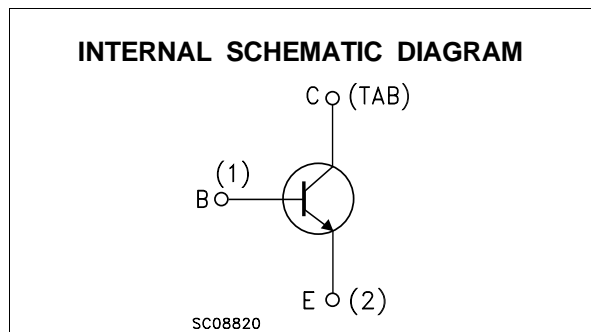 INTERNAL SCHEMATIC DIAGRAM
C (TAB)
(1)
B
E (2)
SC08820